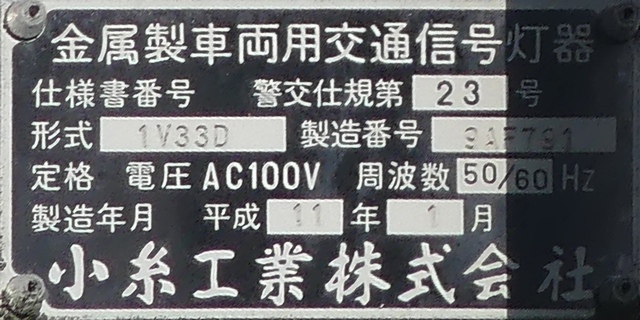 金属製車両用交通信号灯器
仕様書番号 警交仕規第 23 号
形式 1V33D 製造番号
定格 電圧 AC100V 周波数 50/60 Hz
製造年月 平成 11 年 1 月
小糸工業株式会社